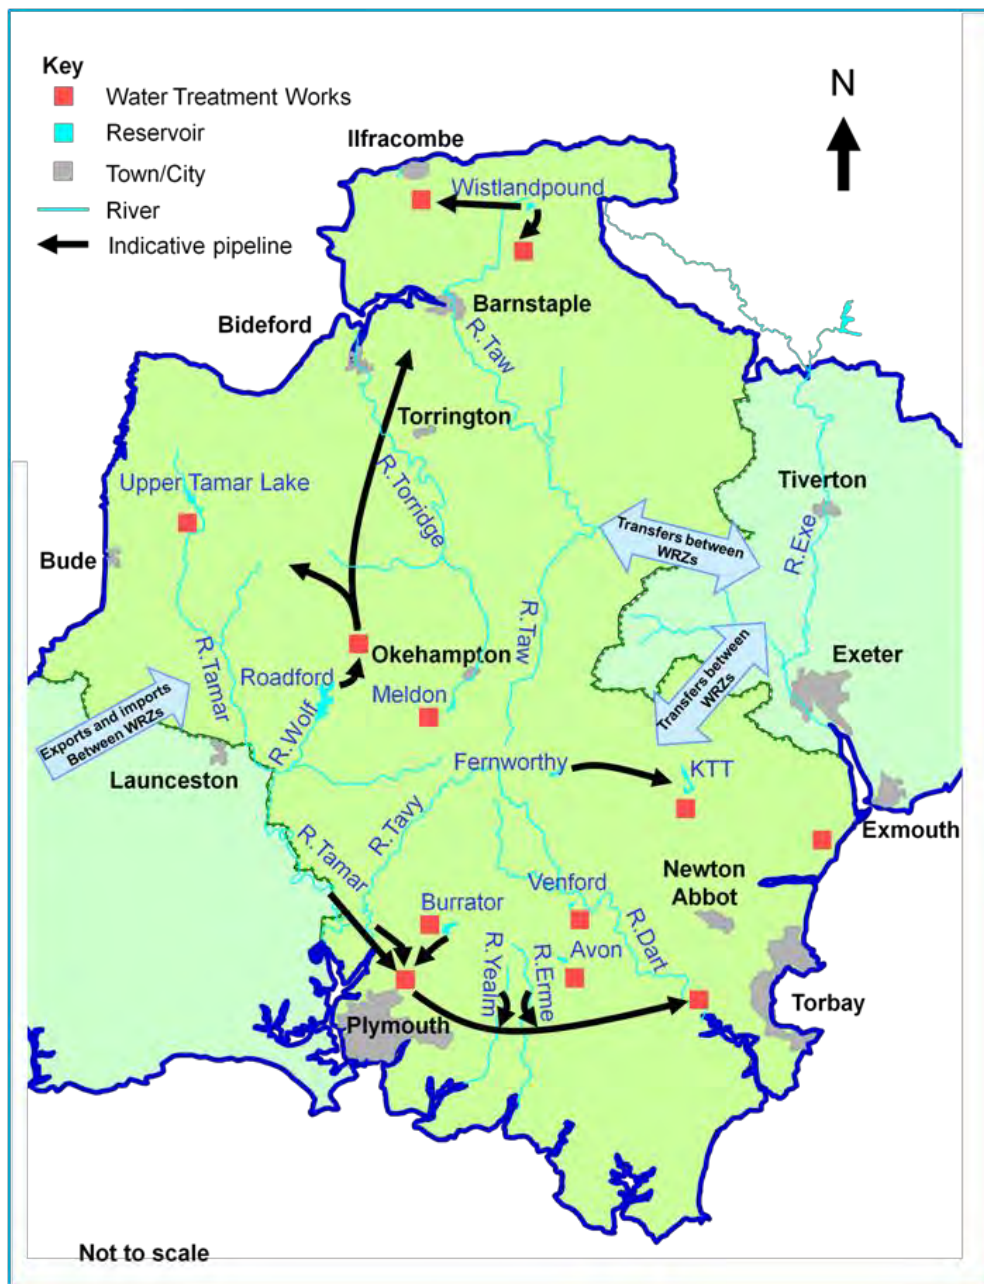 Key
Water Treatment Works
Reservoir
Town/City
River
Indicative pipeline
N
Ilfracombe
Wistlandpound
Barnstaple
Bideford
R.Taw
Torrington
R.Torridge
Upper Tamar Lake
Tiverton
Bude
Transfers between
WRZs
R.Exe
R.Taw
R.Tamar
Okehampton
Exeter
Roadford
Meldon
Transfers between
WRZs
Exports and imports
Between WRZs
R.Wolf
Launceston
Fernworthy
KTT
R.Tavy
Exmouth
R.Tamar
Newton
Abbot
Venford
Burrator
R.Yealm
R.Erme
Avon
R.Dart
Torbay
Plymouth
Not to scale